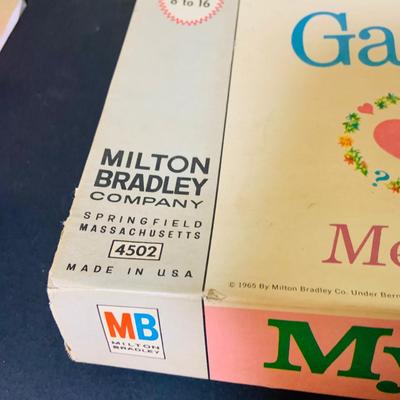 8 to 16
Ga
MILTON
BRADLEY
COMPANY
SPRINGFIELD
MASSACHUSETTS
4502
MADE IN U.S.A.
?
Me
© 1965 By Milton Bradley Co. Under Bern
MB
MILTON
BRADLEY
My